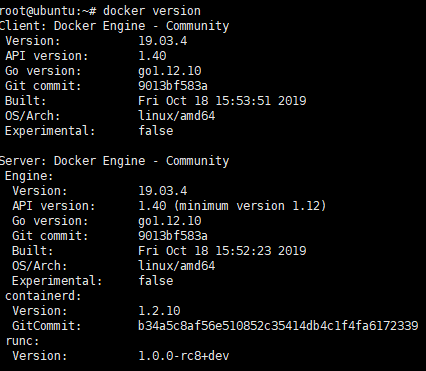 root@ubuntu:~# docker version
Client: Docker Engine - Community
Version: 19.03.4
API version: 1.40
Go version: go1.12.10
Git commit: 9013bf583a
Built: Fri Oct 18 15:53:51 2019
OS/Arch: linux/amd64
Experimental: false
Server: Docker Engine - Community
Engine:
Version: 19.03.4
API version: 1.40 (minimum version 1.12)
Go version: go1.12.10
Git commit: 9013bf583a
Built: Fri Oct 18 15:52:23 2019
OS/Arch: linux/amd64
Experimental: false
containerd:
Version: 1.2.10
GitCommit: b34a5c8af56e510852c35414db4c1f4fa6172339
runc:
Version: 1.0.0-rc8+dev